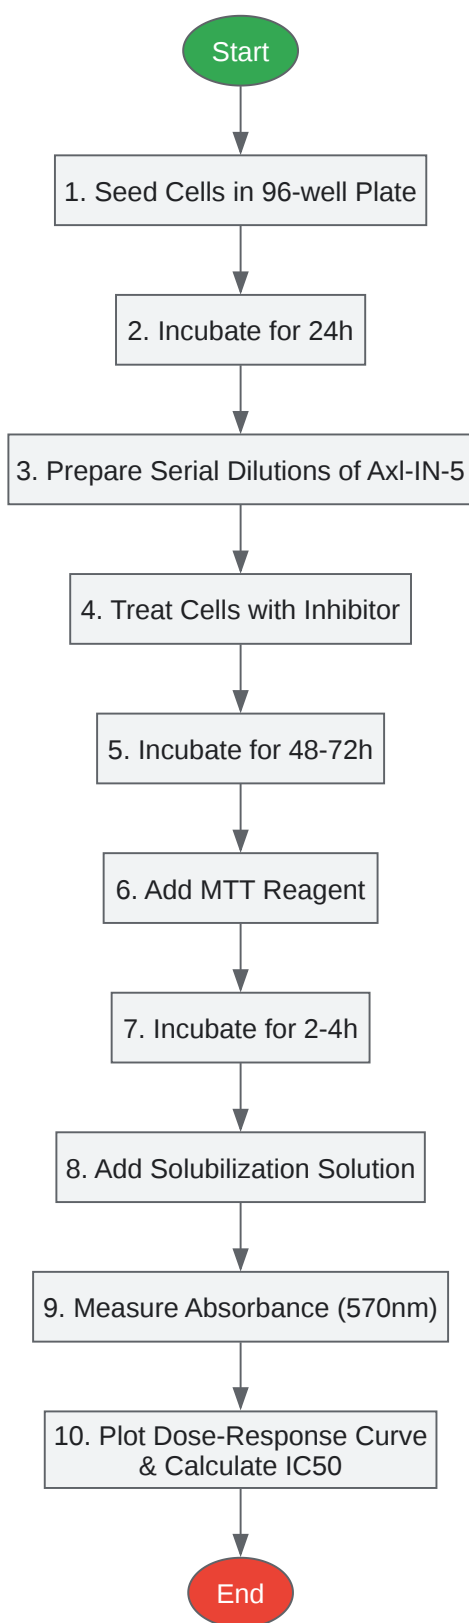 Start
1. Seed Cells in 96-well Plate
2. Incubate for 24h
3. Prepare Serial Dilutions of Axl-IN-5
4. Treat Cells with Inhibitor
5. Incubate for 48-72h
6. Add MTT Reagent
7. Incubate for 2-4h
8. Add Solubilization Solution
9. Measure Absorbance (570nm)
10. Plot Dose-Response Curve
& Calculate IC50
End